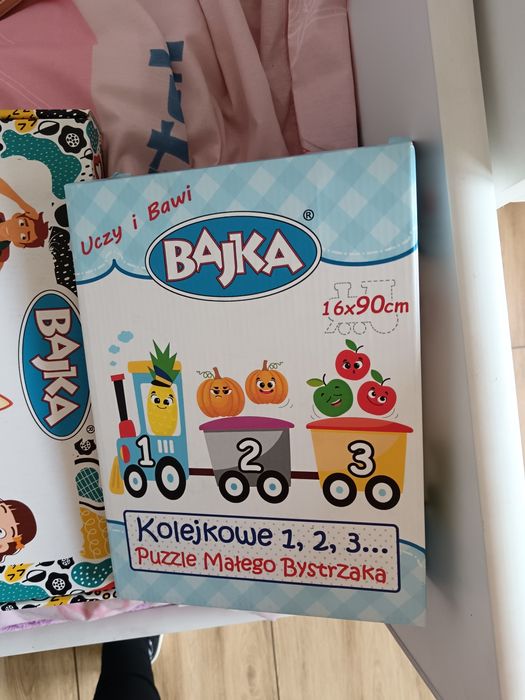 Uczy i Bawi
BAJKA®
16x90cm
1
2
3
Kolejkowe 1, 2, 3...
Puzzle Małego Bystrzaka
BAJKA®